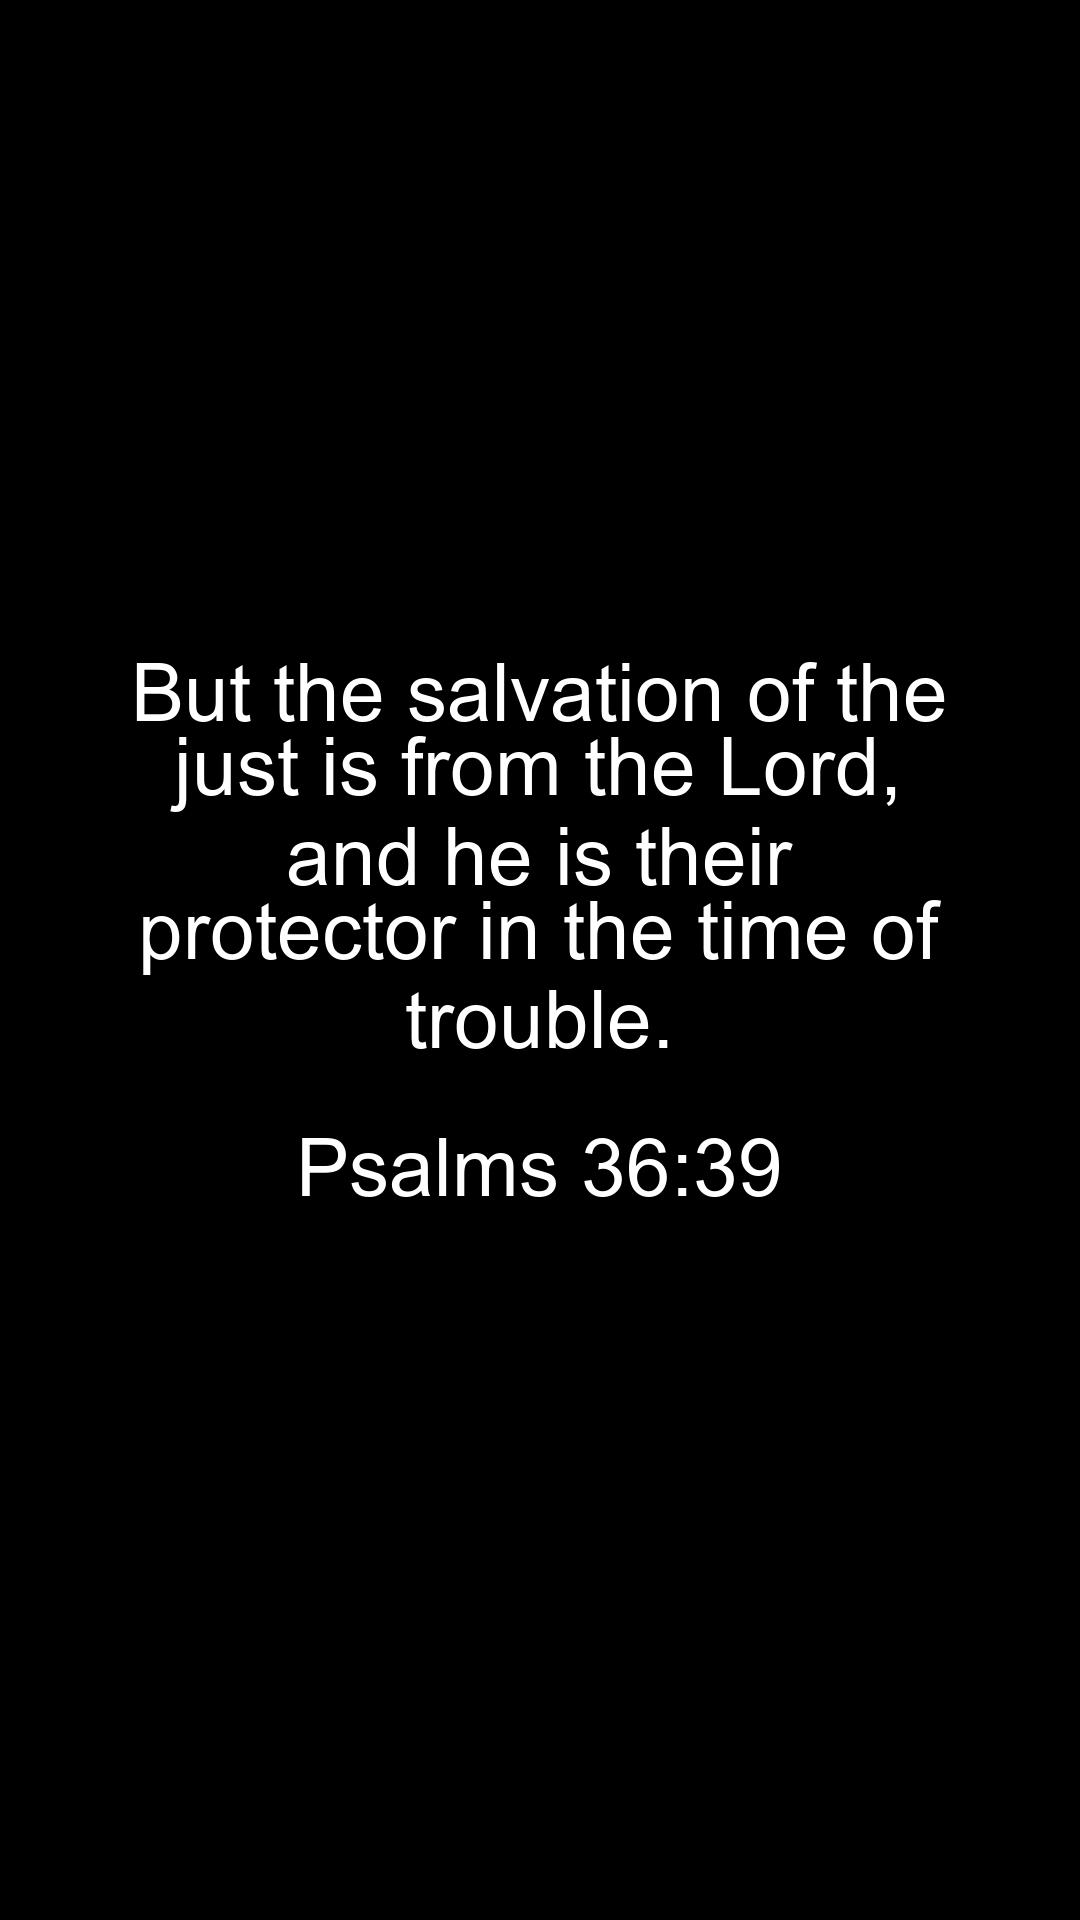 But the salvation of the
just is from the Lord,
and he is their
protector in the time of
trouble.
Psalms 36:39